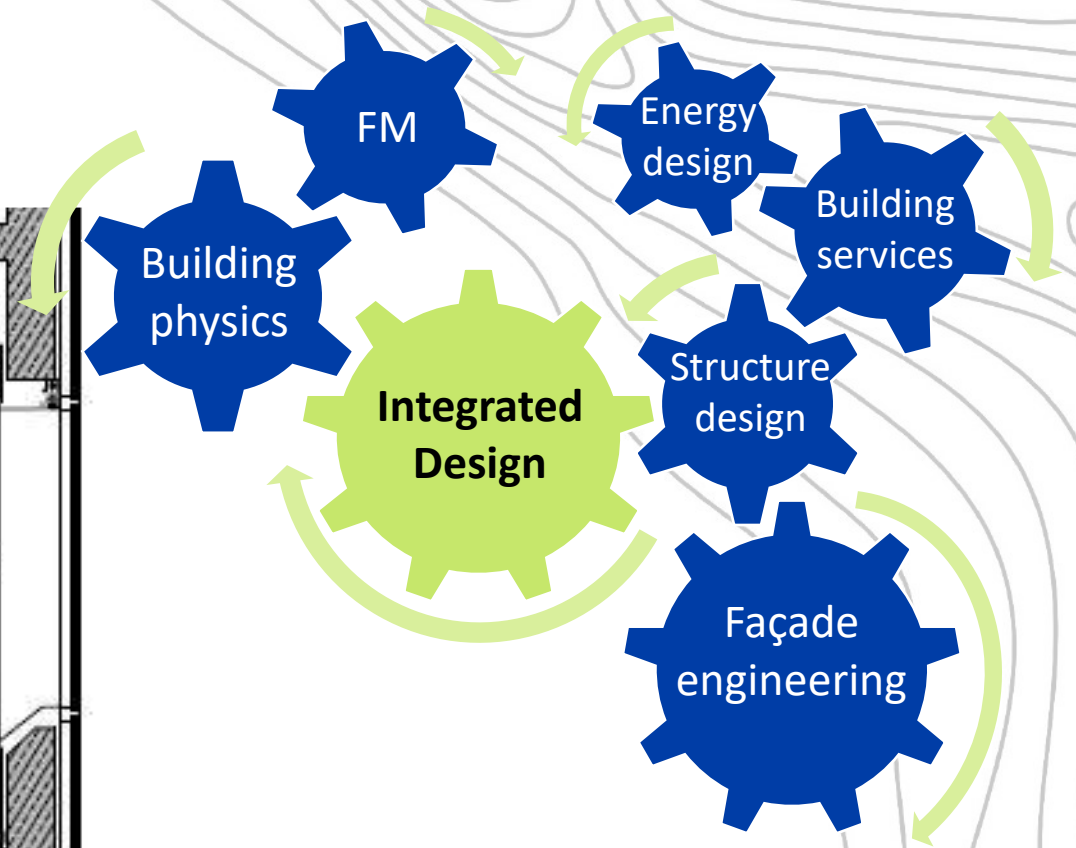 FM
Energy
design
Building
services
Building
physics
Structure
design
Integrated
Design
Façade
engineering